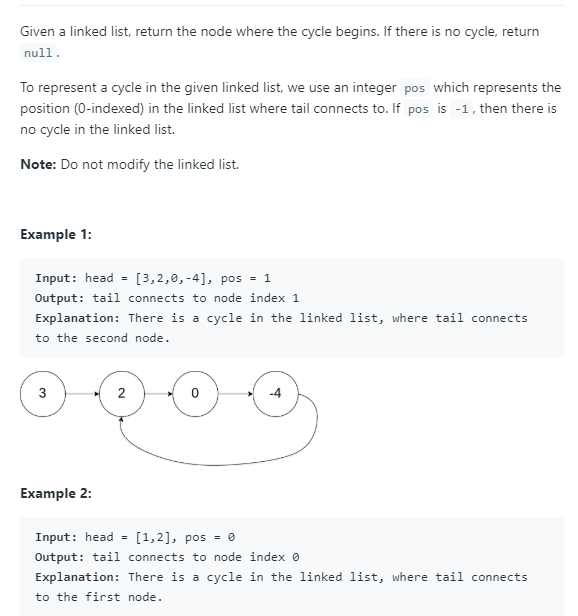 Given a linked list, return the node where the cycle begins. If there is no cycle, return
null.
To represent a cycle in the given linked list, we use an integer pos which represents the
position (0-indexed) in the linked list where tail connects to. If pos is -1, then there is
no cycle in the linked list.
Note: Do not modify the linked list.
Example 1:
Input: head = [3,2,0,-4], pos = 1
Output: tail connects to node index 1
Explanation: There is a cycle in the linked list, where tail connects
to the second node.
3 2 0 -4
Example 2:
Input: head = [1,2], pos = 0
Output: tail connects to node index 0
Explanation: There is a cycle in the linked list, where tail connects
to the first node.